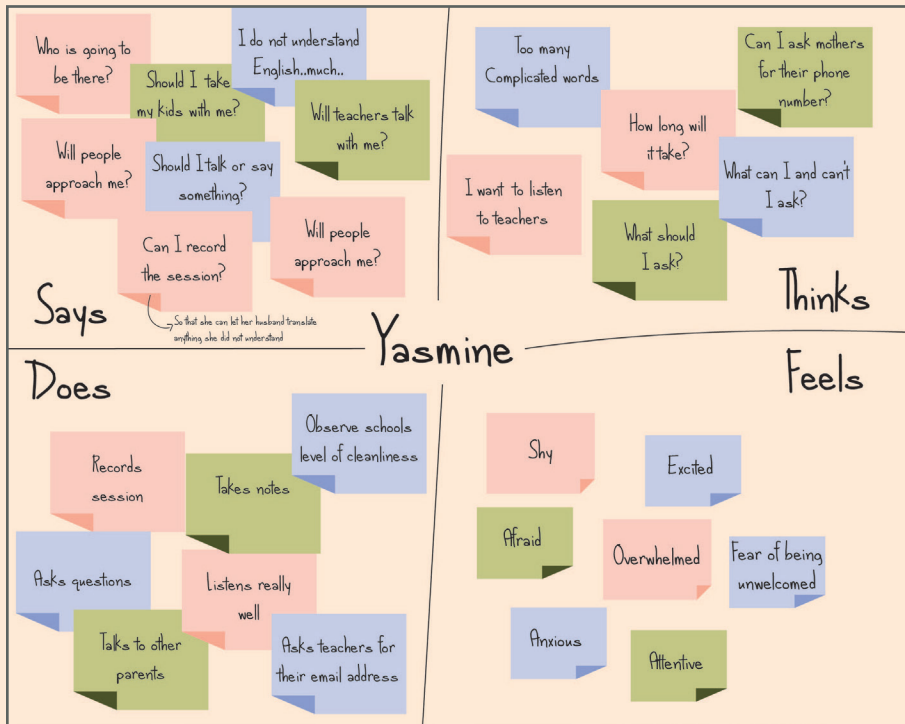 Who is going to
be there?
Should I take
my kids with me?
I do not understand
English..much..
Will teachers talk
with me?
Will people
approach me?
Should I talk or say
something?
Can I record
the session?
Will people
approach me?
So that she can let her husband translate
anything she did not understand
Says
Too many
Complicated words
Can I ask mothers
for their phone
number?
How long will
it take?
I want to listen
to teachers
What can I and can't
I ask?
What should
I ask?
Thinks
Yasmine
Does
Records
session
Takes notes
Observe schools
level of cleanliness
Asks questions
Listens really
well
Talks to other
parents
Asks teachers for
their email address
Feels
Shy
Excited
Afraid
Overwhelmed
Fear of being
unwelcomed
Anxious
Attentive